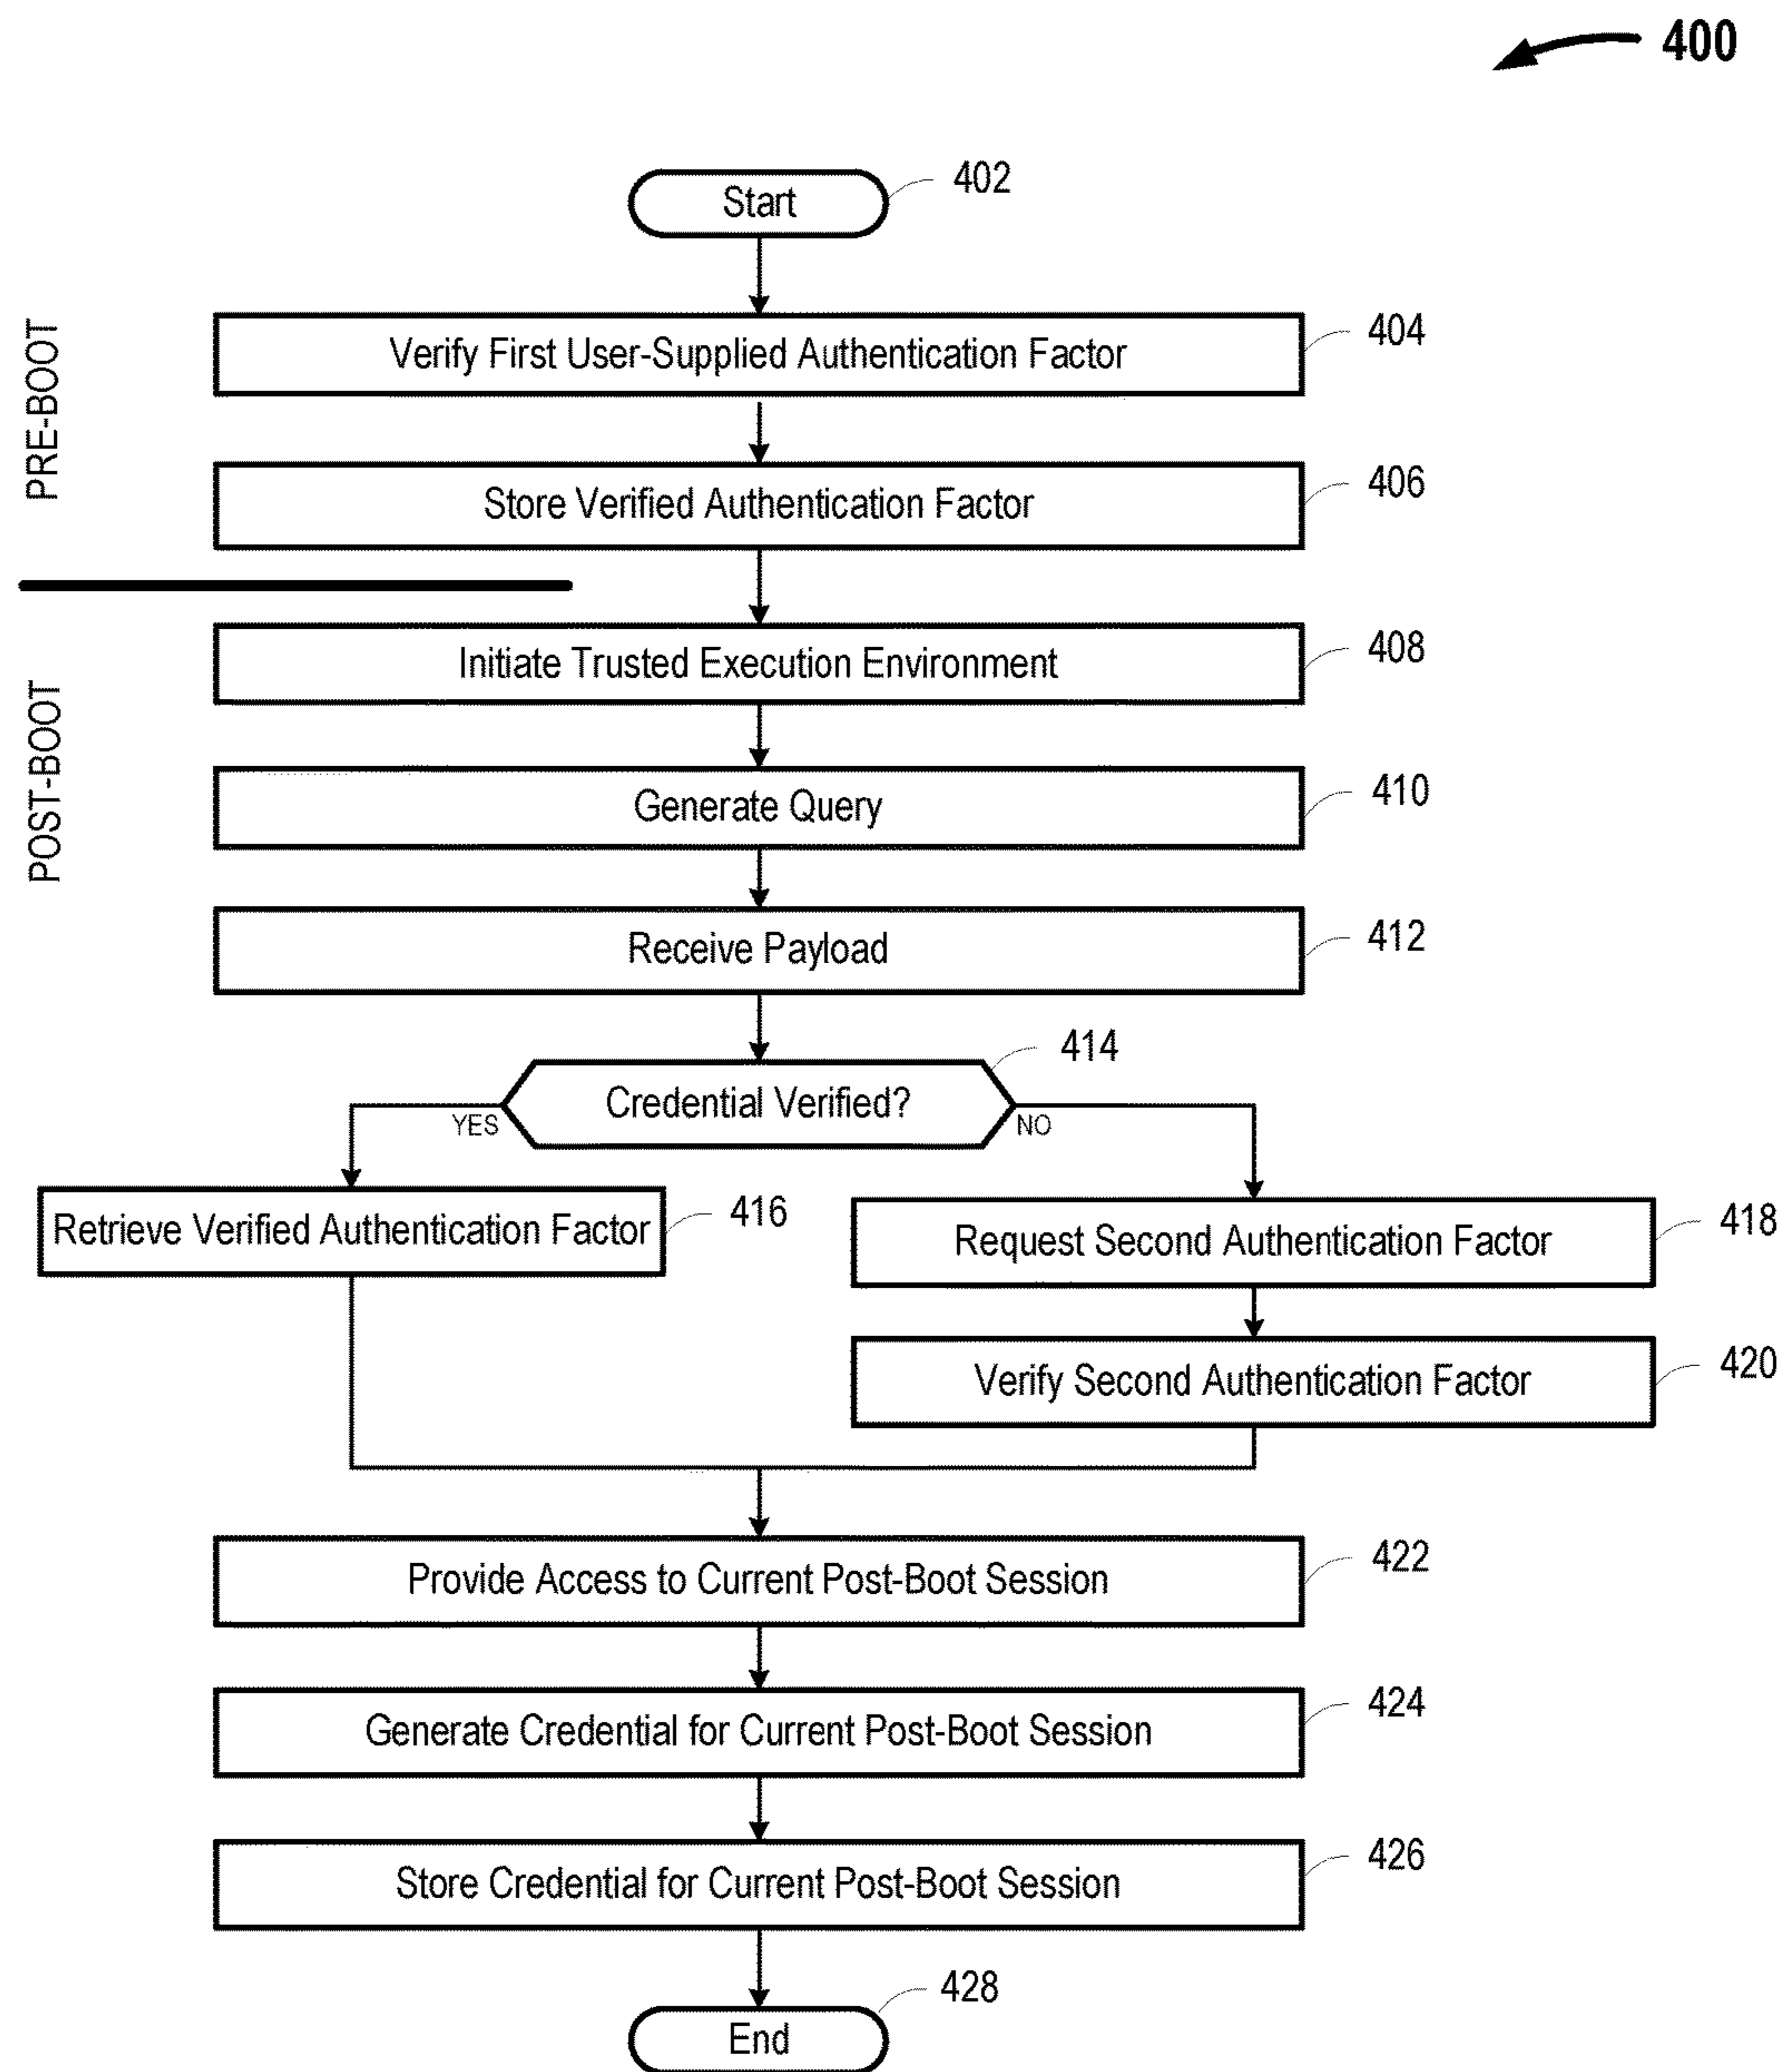 400
Start
402
PRE-BOOT
Verify First User-Supplied Authentication Factor
404
Store Verified Authentication Factor
406
POST-BOOT
Initiate Trusted Execution Environment
408
Generate Query
410
Receive Payload
412
Credential Verified?
414
YES
NO
Retrieve Verified Authentication Factor
416
Request Second Authentication Factor
418
Verify Second Authentication Factor
420
Provide Access to Current Post-Boot Session
422
Generate Credential for Current Post-Boot Session
424
Store Credential for Current Post-Boot Session
426
End
428